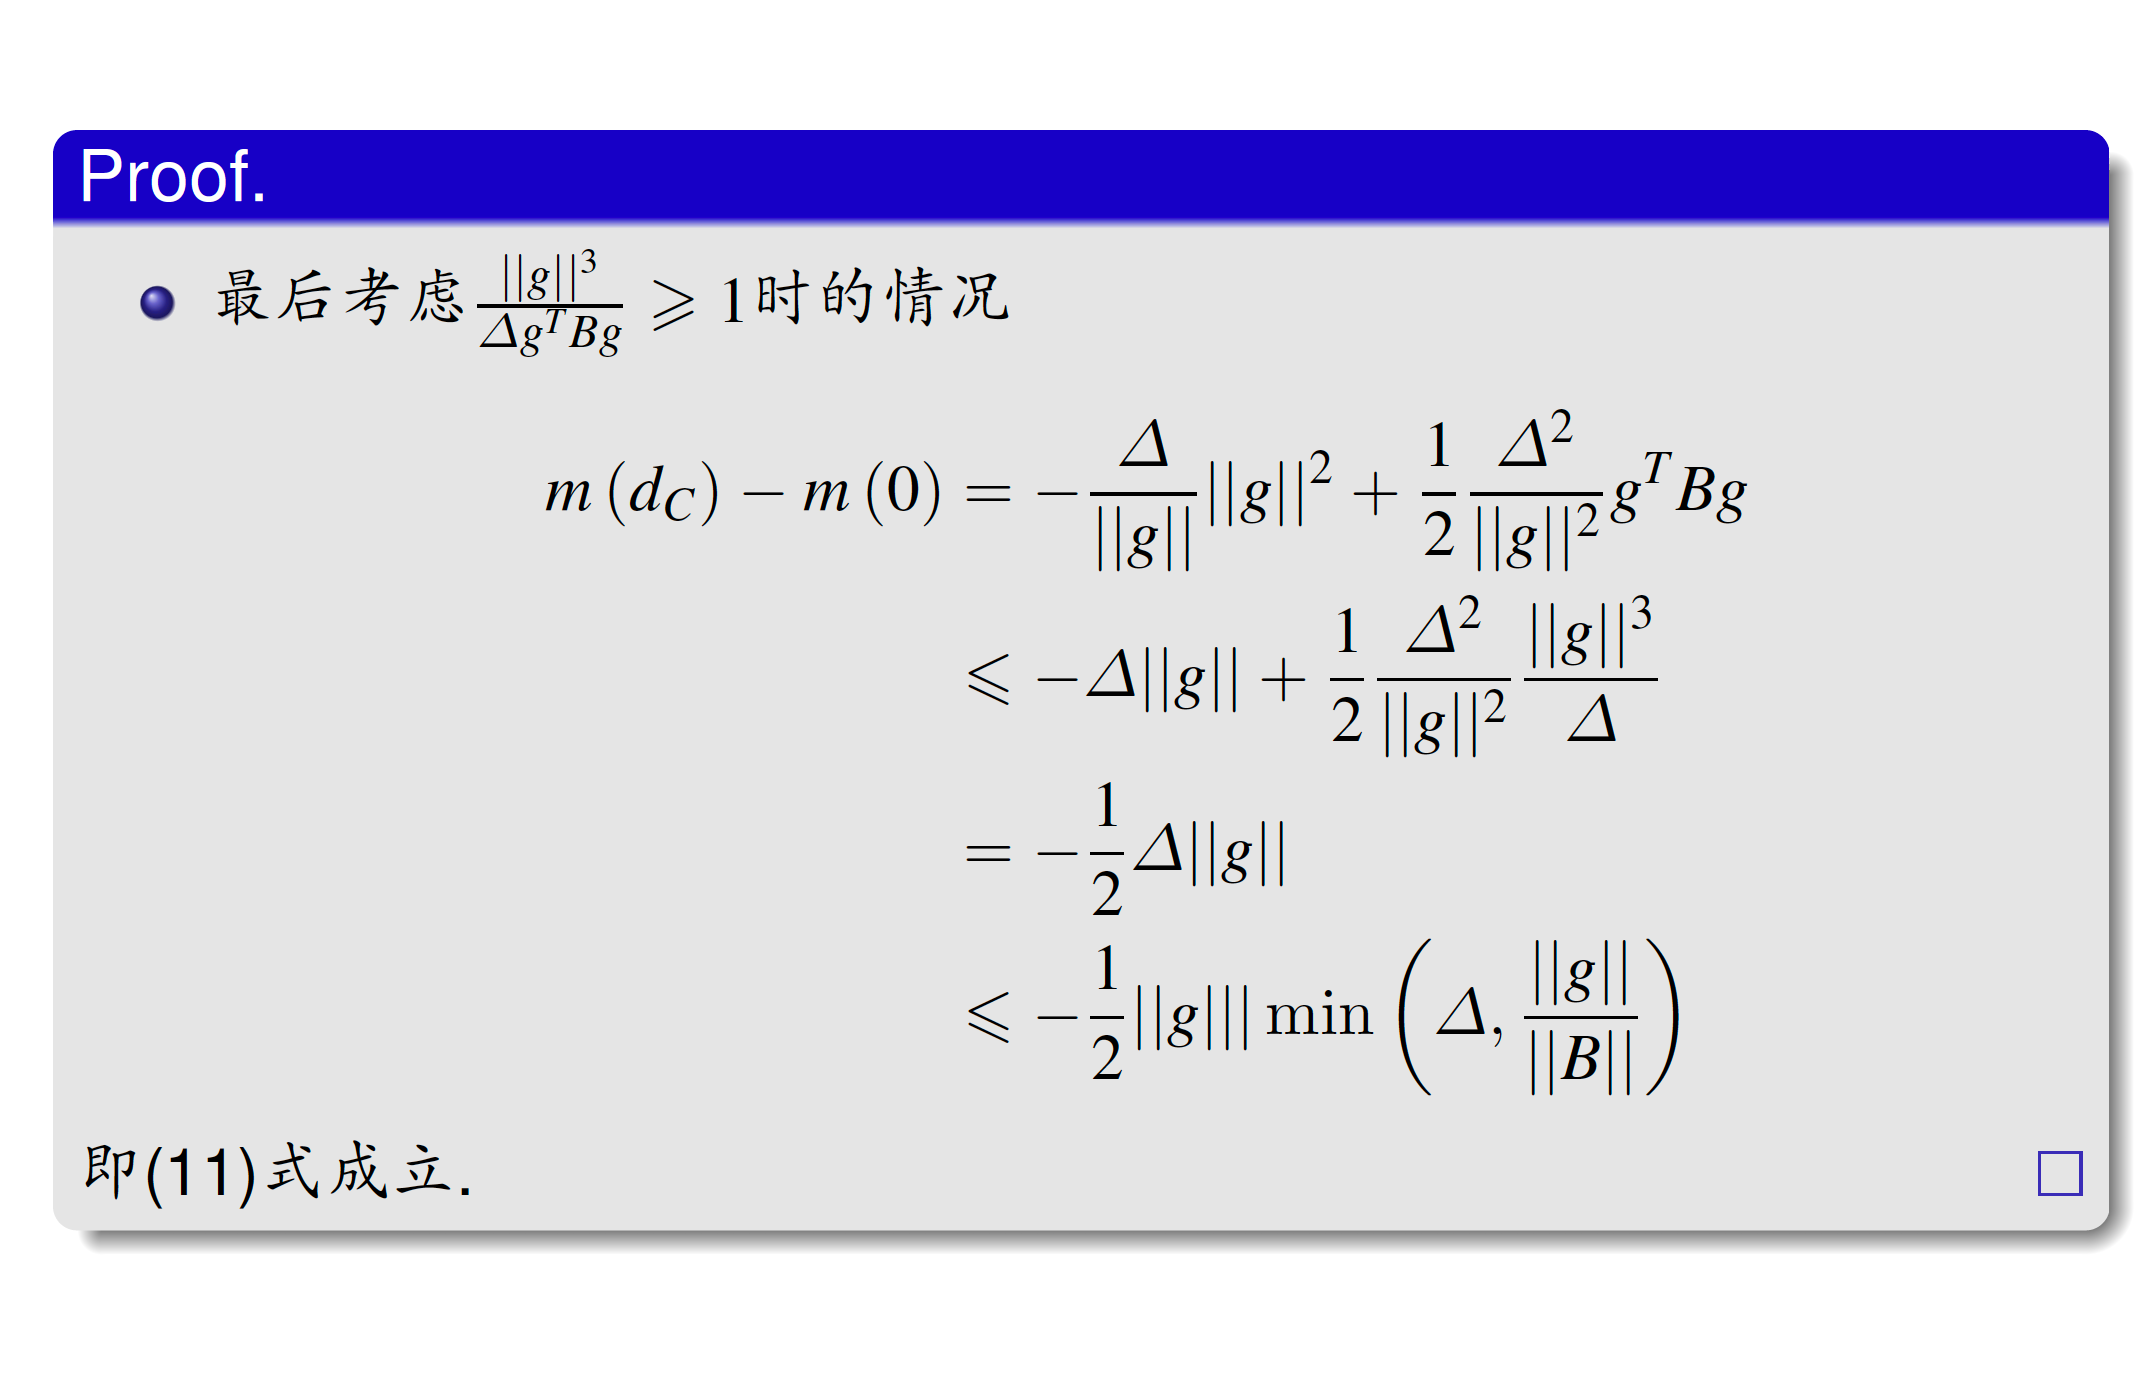 Proof.
最后考虑 $\frac{||g||^3}{\Delta g^T Bg} \geqslant 1$ 时的情况
$m(d_C) - m(0) = -\frac{\Delta}{||g||}||g||^2 + \frac{1}{2}\frac{\Delta^2}{||g||^2}g^T Bg$
$\leqslant -\Delta||g|| + \frac{1}{2}\frac{\Delta^2}{||g||^2}\frac{||g||^3}{\Delta}$
$= -\frac{1}{2}\Delta||g||$
$\leqslant -\frac{1}{2}||g||| \min\left(\Delta, \frac{||g||}{||B||}\right)$
即(11)式成立.